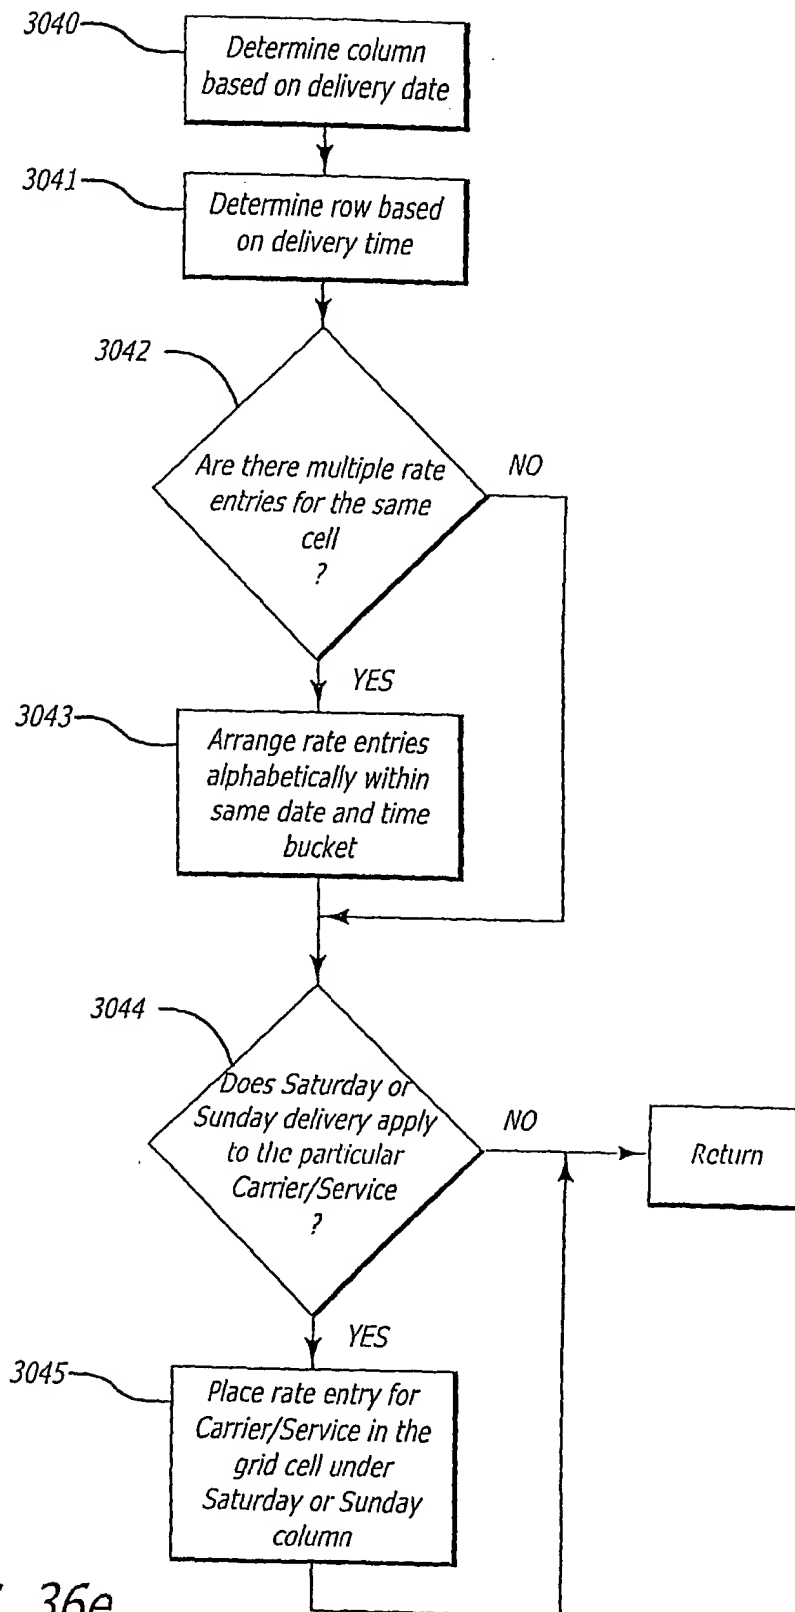 3040
Determine column
based on delivery date
3041
Determine row based
on delivery time
3042
Are there multiple rate
entries for the same
cell
?
NO
YES
3043
Arrange rate entries
alphabetically within
same date and time
bucket
3044
Does Saturday or
Sunday delivery apply
to the particular
Carrier/Service
?
NO
Return
YES
3045
Place rate entry for
Carrier/Service in the
grid cell under
Saturday or Sunday
column
36e